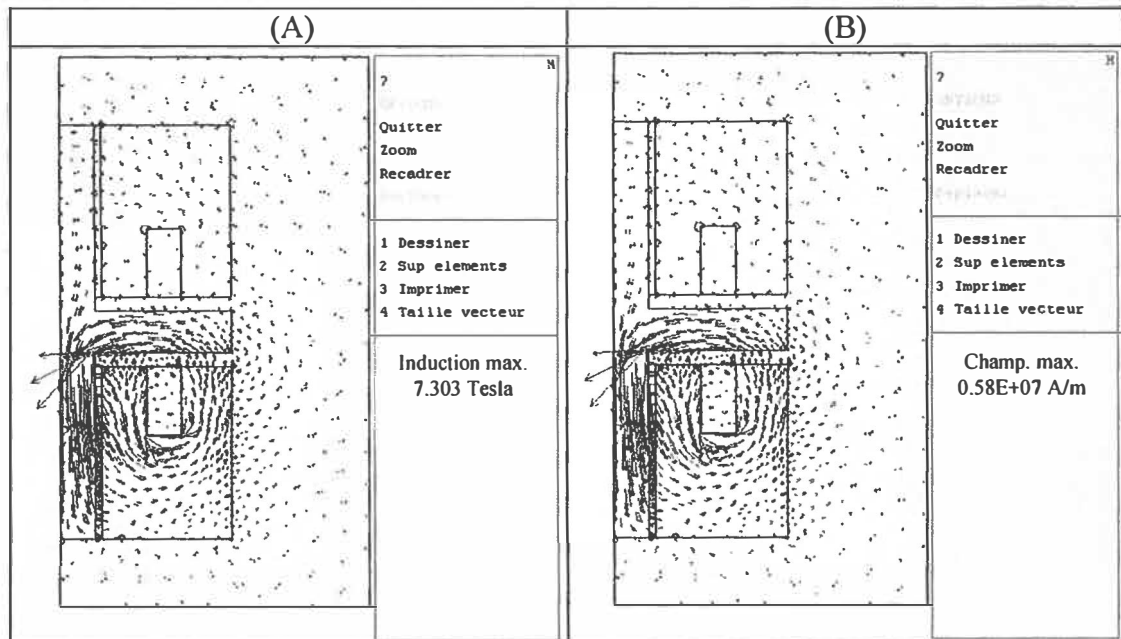 (A)
(B)
M
?
Quitter
Zoom
Recadrer
1 Dessiner
2 Sup elements
3 Imprimer
4 Taille vecteur
Induction max.
7.303 Tesla
M
?
Quitter
Zoom
Recadrer
1 Dessiner
2 Sup elements
3 Imprimer
4 Taille vecteur
Champ. max.
0.58E+07 A/m